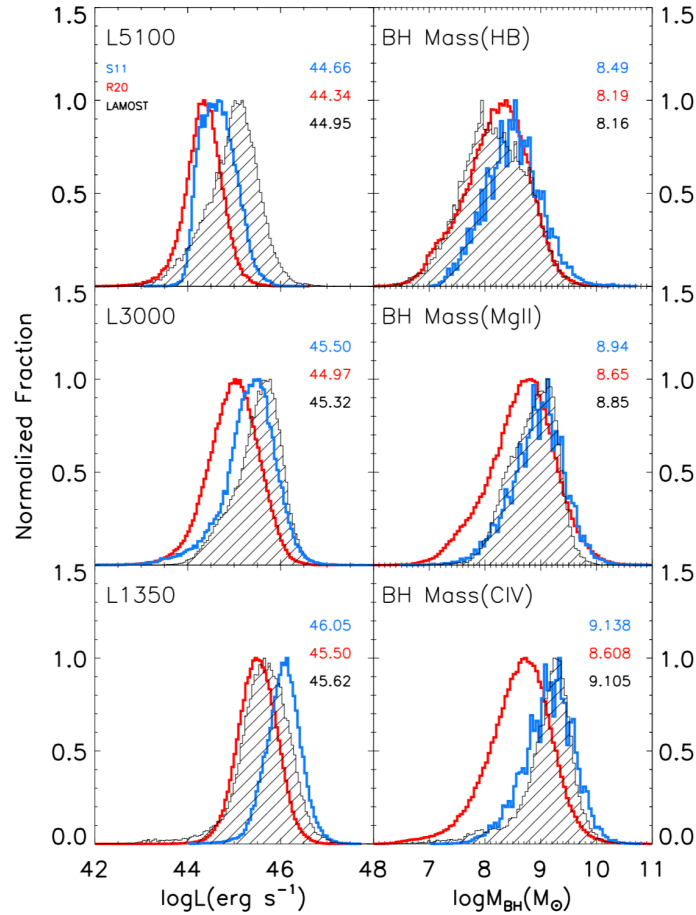 L5100
S11
R20
LAMOST
44.66
44.34
44.95
BH Mass(HB)
8.49
8.19
8.16
1.5
1.0
0.5
1.5
1.0
0.5
L3000
45.50
44.97
45.32
BH Mass(MgII)
8.94
8.65
8.85
1.5
1.0
0.5
1.5
1.0
0.5
L1350
46.05
45.50
45.62
BH Mass(CIV)
9.138
8.608
9.105
1.5
1.0
0.5
0.0
1.5
1.0
0.5
0.0
Normalized Fraction
42 44 46 48 7 8 9 10 11
logL(erg s⁻¹)
logM_BH(M_⊙)